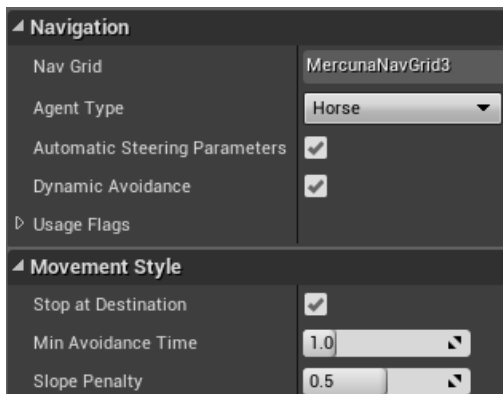 Navigation
Nav Grid MercunaNavGrid3
Agent Type Horse
Automatic Steering Parameters
Dynamic Avoidance
Usage Flags
Movement Style
Stop at Destination
Min Avoidance Time 1.0
Slope Penalty 0.5